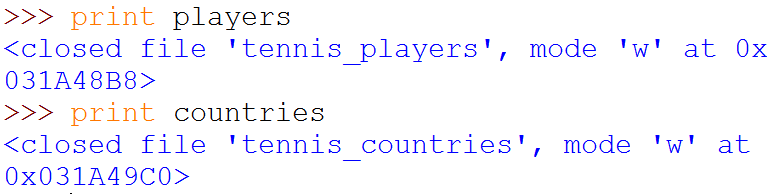 >>> print players
<closed file 'tennis_players', mode 'w' at 0x
031A48B8>
>>> print countries
<closed file 'tennis_countries', mode 'w' at
0x031A49C0>